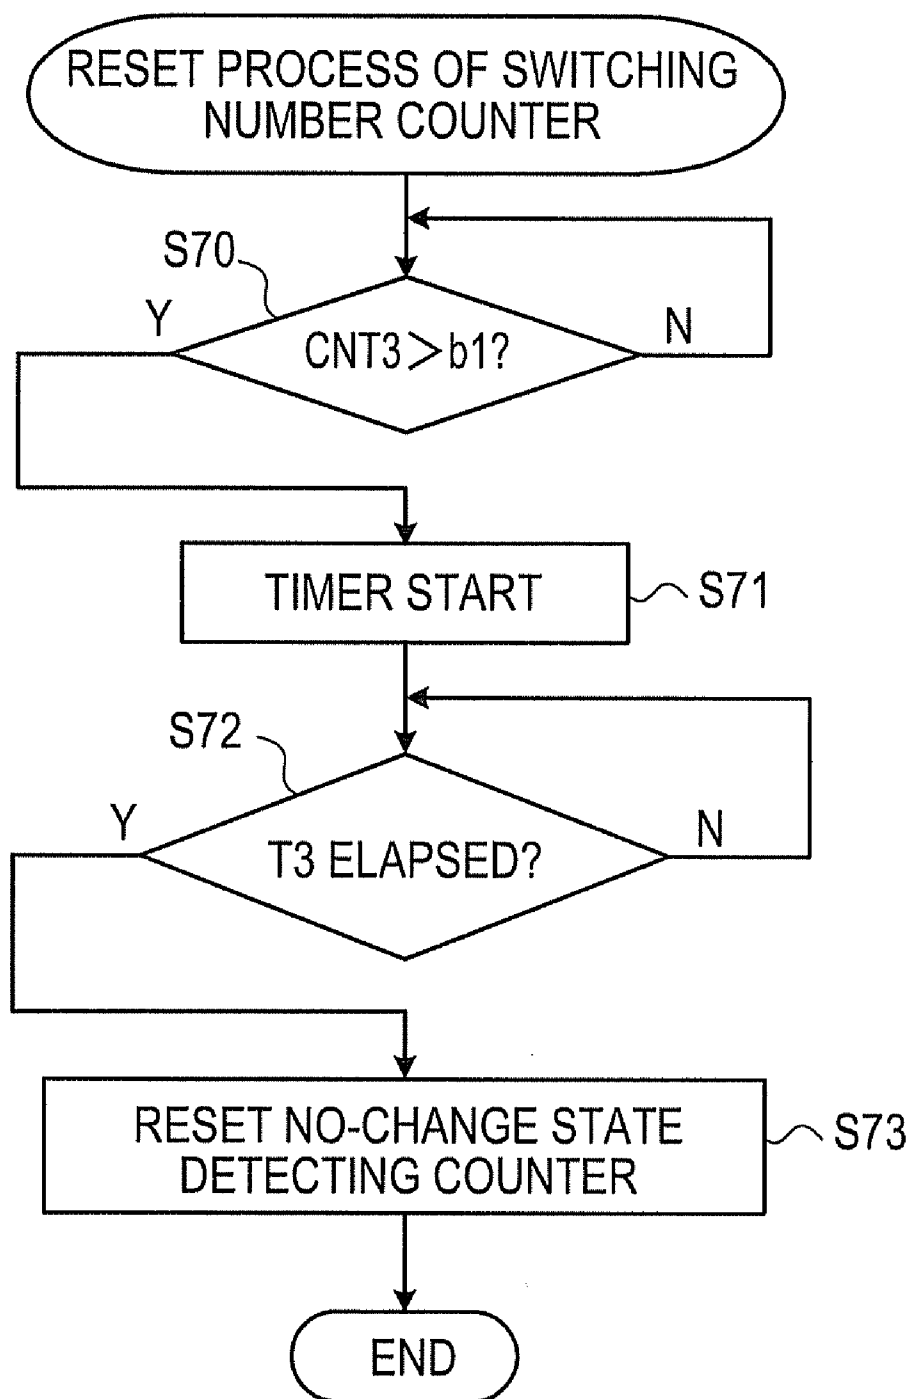 RESET PROCESS OF SWITCHING
NUMBER COUNTER
S70
Y
CNT3>b1?
N
TIMER START
S71
S72
Y
T3 ELAPSED?
N
RESET NO-CHANGE STATE
DETECTING COUNTER
S73
END